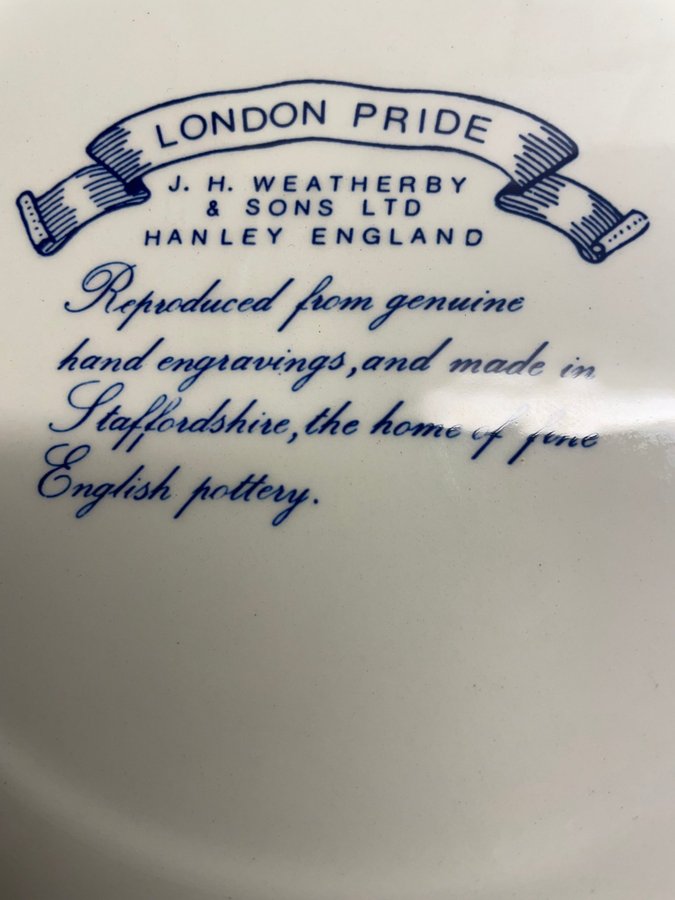 LONDON PRIDE
J. H. WEATHERBY
& SONS LTD
HANLEY ENGLAND
Reproduced from genuine
hand engravings, and made in
Staffordshire, the home of fine
English pottery.